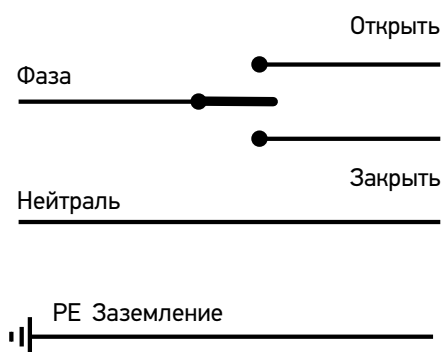 Открыть
Фаза
Закрыть
Нейтраль
PE Заземление